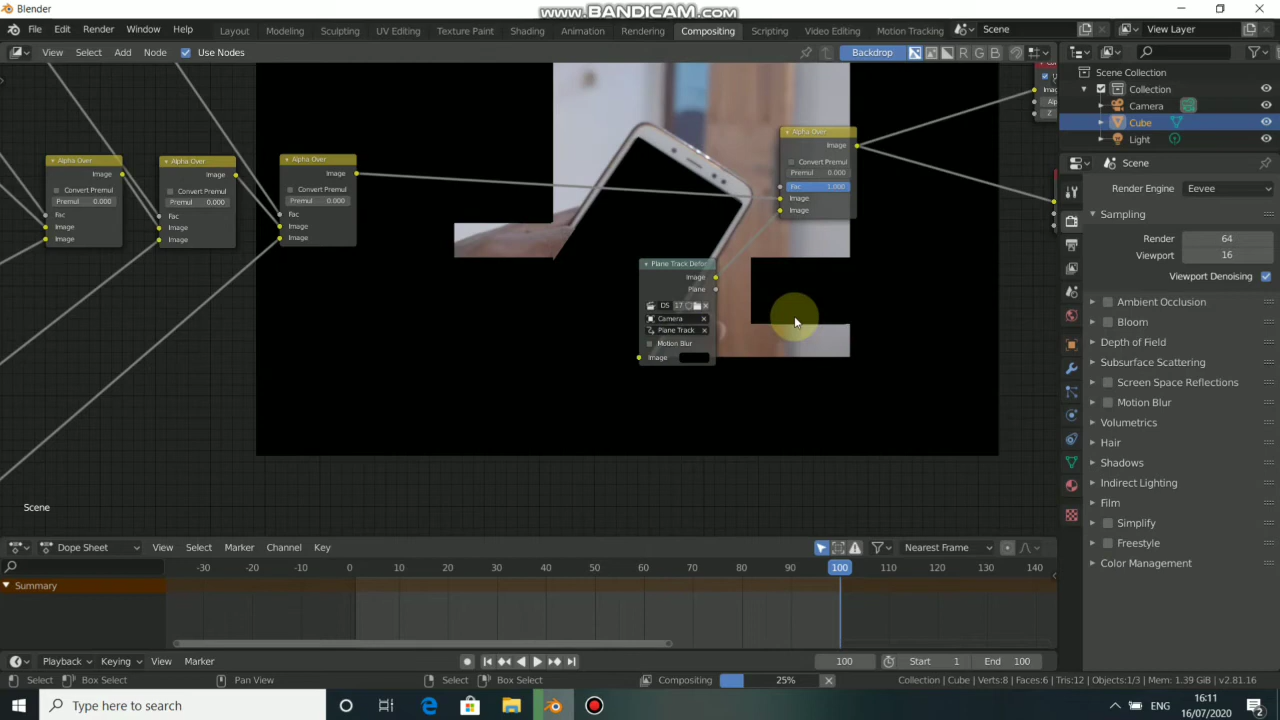 Blender
www.BANDICAM.com
File Edit Render Window Help Layout Modeling Sculpting UV Editing Texture Paint Shading Animation Rendering Compositing Scripting Video Editing Motion Tracking Scene View Layer
View Select Add Node Use Nodes Backdrop R G B
Scene Collection
Collection
Camera
Cube
Light
Scene
Render Engine Eevee
Sampling
Render 64
Viewport 16
Viewport Denoising
Ambient Occlusion
Bloom
Depth of Field
Subsurface Scattering
Screen Space Reflections
Motion Blur
Volumetrics
Hair
Shadows
Indirect Lighting
Film
Simplify
Freestyle
Color Management
Alpha Over
Image
Convert Premul
Premul 0.000
Fac
Image
Image
Alpha Over
Image
Convert Premul
Premul 0.000
Fac
Image
Image
Alpha Over
Image
Convert Premul
Premul 0.000
Fac
Image
Image
Alpha Over
Image
Convert Premul
Premul 0.000
Fac 1.000
Image
Image
Plane Track Defor
Image
Plane
DS 17
Camera
Plane Track
Motion Blur
Image
Scene
Dope Sheet View Select Marker Channel Key Nearest Frame
-30 -20 -10 0 10 20 30 40 50 60 70 80 90 100 110 120 130 140
Summary
Playback Keying View Marker 100 Start 1 End 100
Select Box Select Pan View Select Box Select Compositing 25% Collection | Cube | Verts:8 | Faces:6 | Tris:12 | Objects:1/3 | Mem: 1.39 GiB | v2.81.16
Type here to search ENG 16:11
16/07/2020